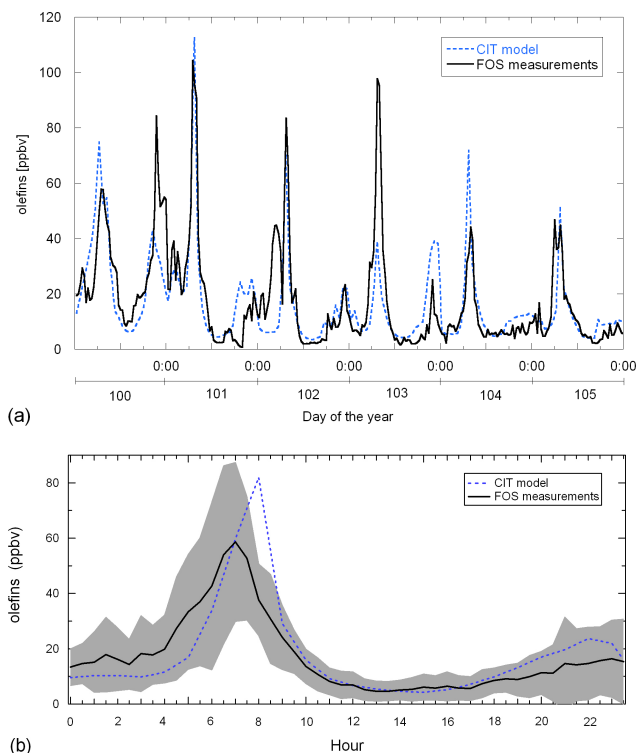 120
100
80
60
40
20
0
olefins [ppbv]
CIT model
FOS measurements
0:00 0:00 0:00 0:00 0:00 0:00
100 101 102 103 104 105
(a)
Day of the year
80
60
40
20
0
olefins (ppbv)
CIT model
FOS measurements
0 2 4 6 8 10 12 14 16 18 20 22
(b)
Hour